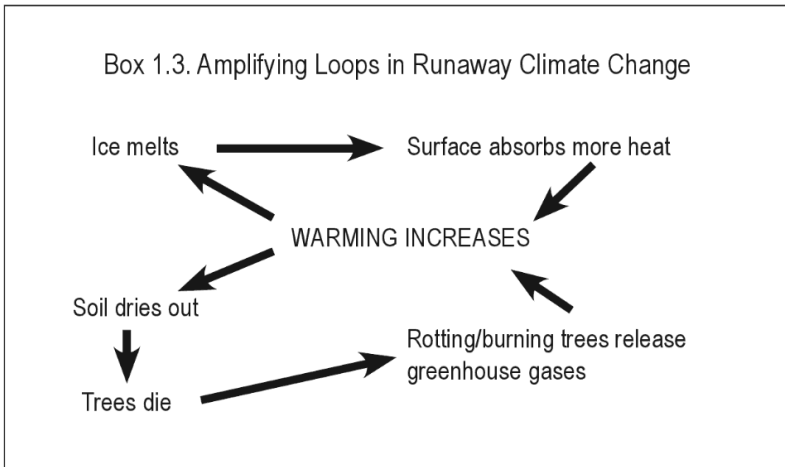 Box 1.3. Amplifying Loops in Runaway Climate Change
Ice melts
Surface absorbs more heat
WARMING INCREASES
Soil dries out
Rotting/burning trees release
greenhouse gases
Trees die